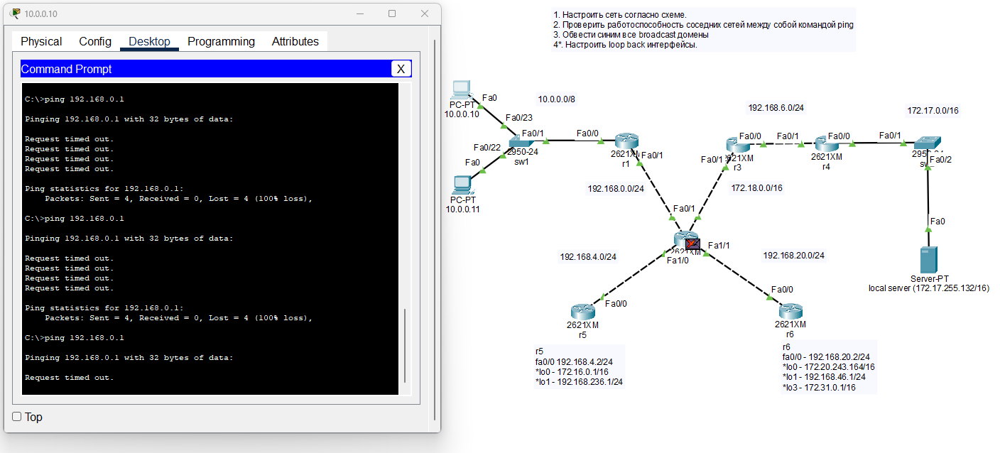 10.0.0.10
Physical Config Desktop Programming Attributes
Command Prompt
X
C:\>ping 192.168.0.1
Pinging 192.168.0.1 with 32 bytes of data:
Request timed out.
Request timed out.
Request timed out.
Request timed out.
Ping statistics for 192.168.0.1:
Packets: Sent = 4, Received = 0, Lost = 4 (100% loss),
C:\>ping 192.168.0.1
Pinging 192.168.0.1 with 32 bytes of data:
Request timed out.
Request timed out.
Request timed out.
Request timed out.
Ping statistics for 192.168.0.1:
Packets: Sent = 4, Received = 0, Lost = 4 (100% loss),
C:\>ping 192.168.0.1
Pinging 192.168.0.1 with 32 bytes of data:
Request timed out.
Top
1. Настроить сеть согласно схеме.
2. Проверить работоспособность соседних сетей между собой командой ping
3. Обвести синим все broadcast домены
4*. Настроить loop back интерфейсы.
Fa0
PC-PT
10.0.0.10
10.0.0.0/8
Fa0/23
Fa0/1
Fa0/22
2950-24
sw1
Fa0
PC-PT
10.0.0.11
Fa0/0
2621XM
r1
Fa0/1
192.168.0.0/24
192.168.6.0/24
172.17.0.0/16
Fa0/0
Fa0/1
r3
Fa0/1
Fa0/0
2621XM
r4
Fa0/1
Fa0/2
172.18.0.0/16
Fa0/1
Fa1/1
Fa1/0
192.168.4.0/24
192.168.20.0/24
Fa0
Server-PT
local server (172.17.255.132/16)
Fa0/0
2621XM
r5
Fa0/0
2621XM
r6
r5
fa0/0 192.168.4.2/24
*lo0 - 172.16.0.1/16
*lo1 - 192.168.236.1/24
r6
fa0/0 - 192.168.20.2/24
*lo0 - 172.20.243.164/16
*lo1 - 192.168.46.1/24
*lo3 - 172.31.0.1/16